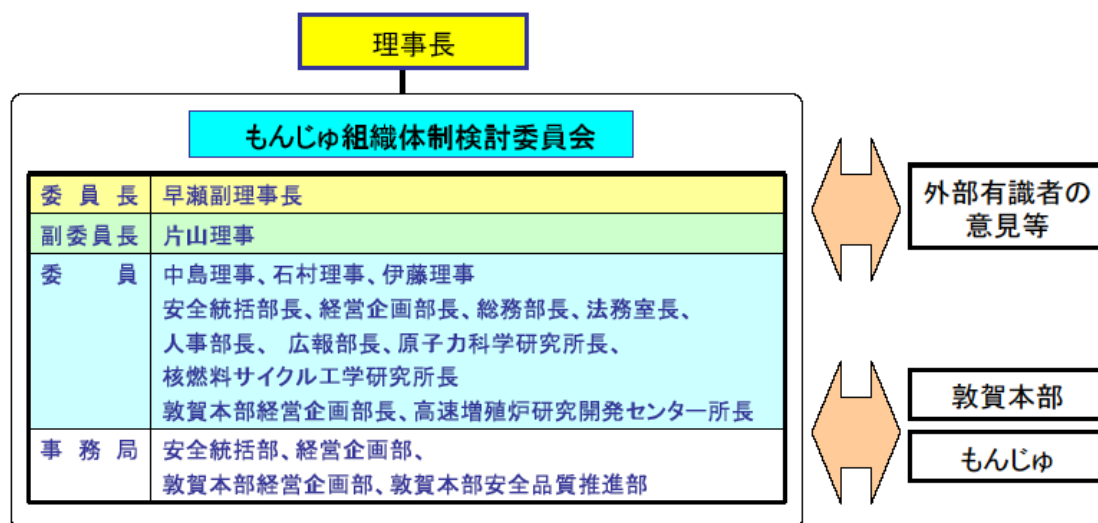 理事長
もんじゅ組織体制検討委員会
委員長 早瀬副理事長
副委員長 片山理事
委員 中島理事、石村理事、伊藤理事
安全統括部長、経営企画部長、総務部長、法務室長、
人事部長、 広報部長、原子力科学研究所長、
核燃料サイクル工学研究所長
敦賀本部経営企画部長、高速増殖炉研究開発センター所長
事務局 安全統括部、経営企画部、
敦賀本部経営企画部、敦賀本部安全品質推進部
外部有識者の
意見等
敦賀本部
もんじゅ